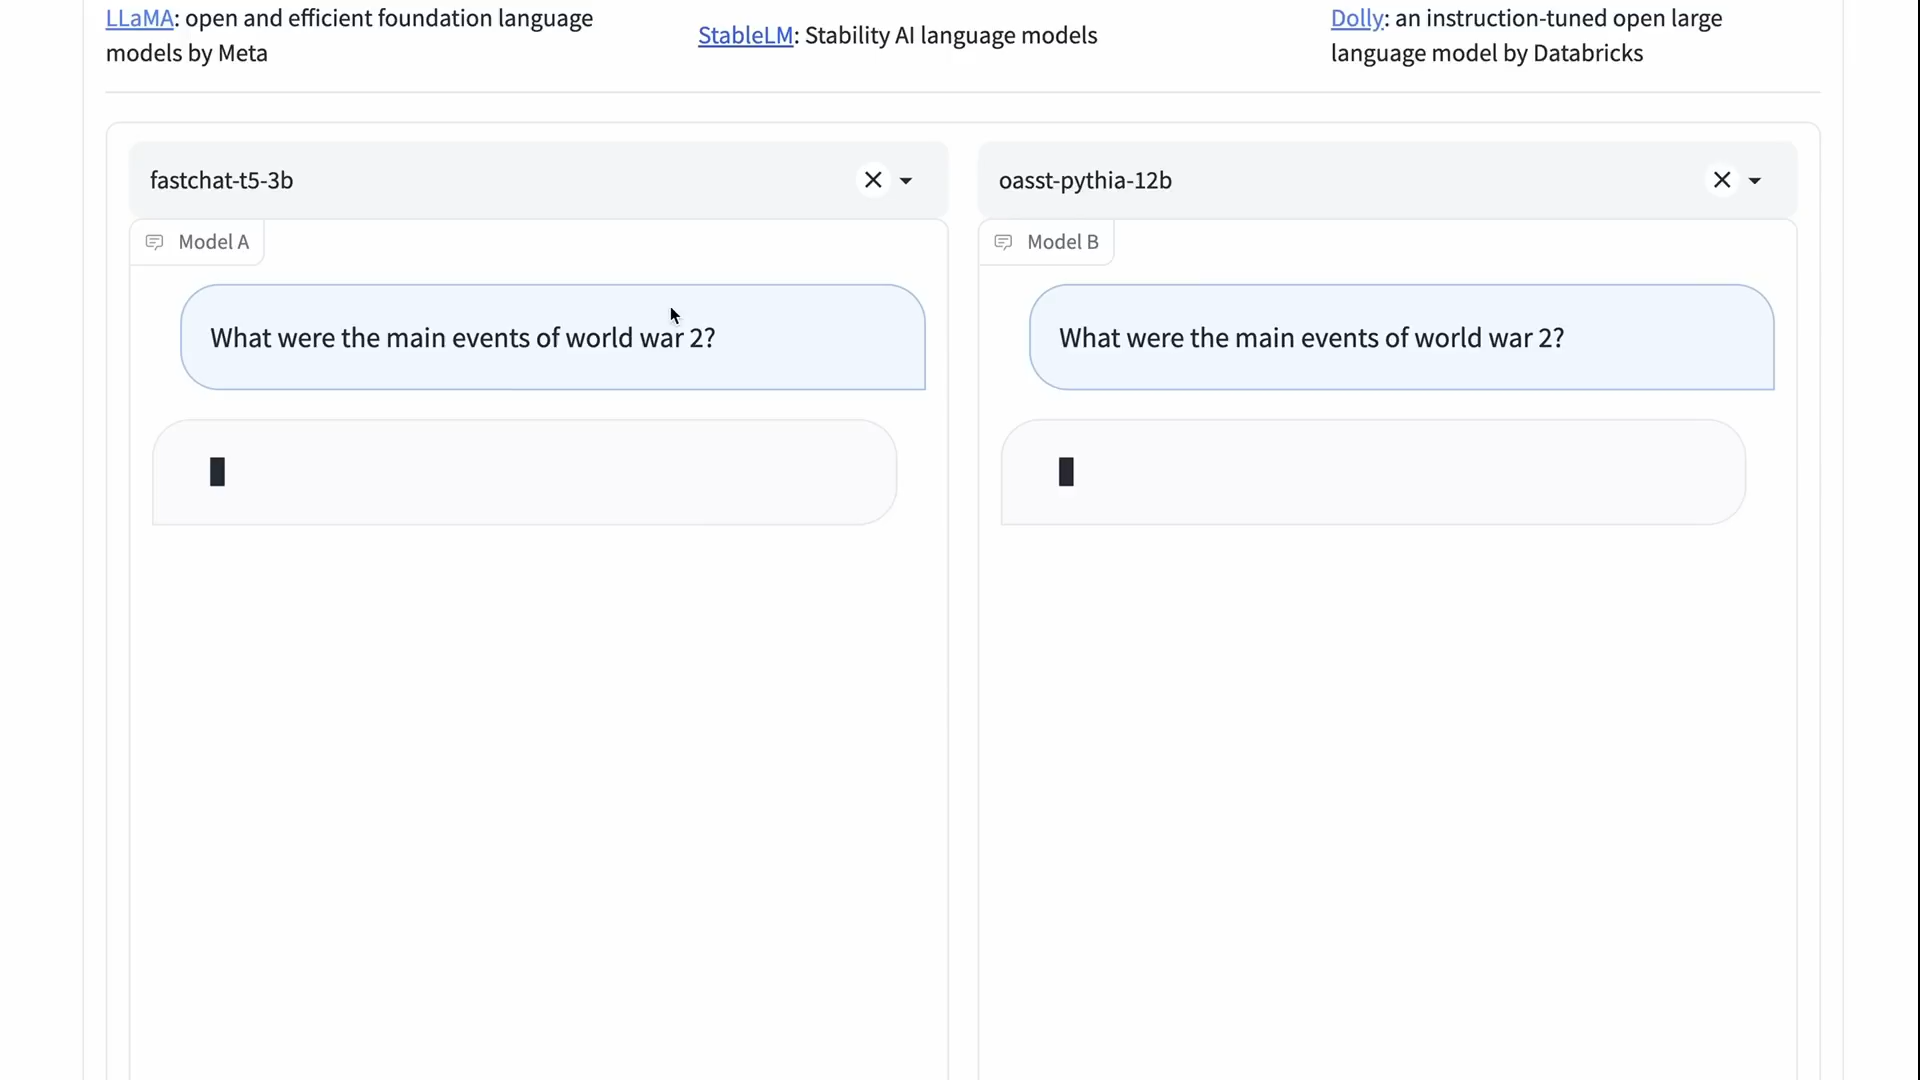 LLaMA: open and efficient foundation language
models by Meta
StableLM: Stability AI language models
Dolly: an instruction-tuned open large
language model by Databricks
fastchat-t5-3b
oasst-pythia-12b
Model A
Model B
What were the main events of world war 2?
What were the main events of world war 2?